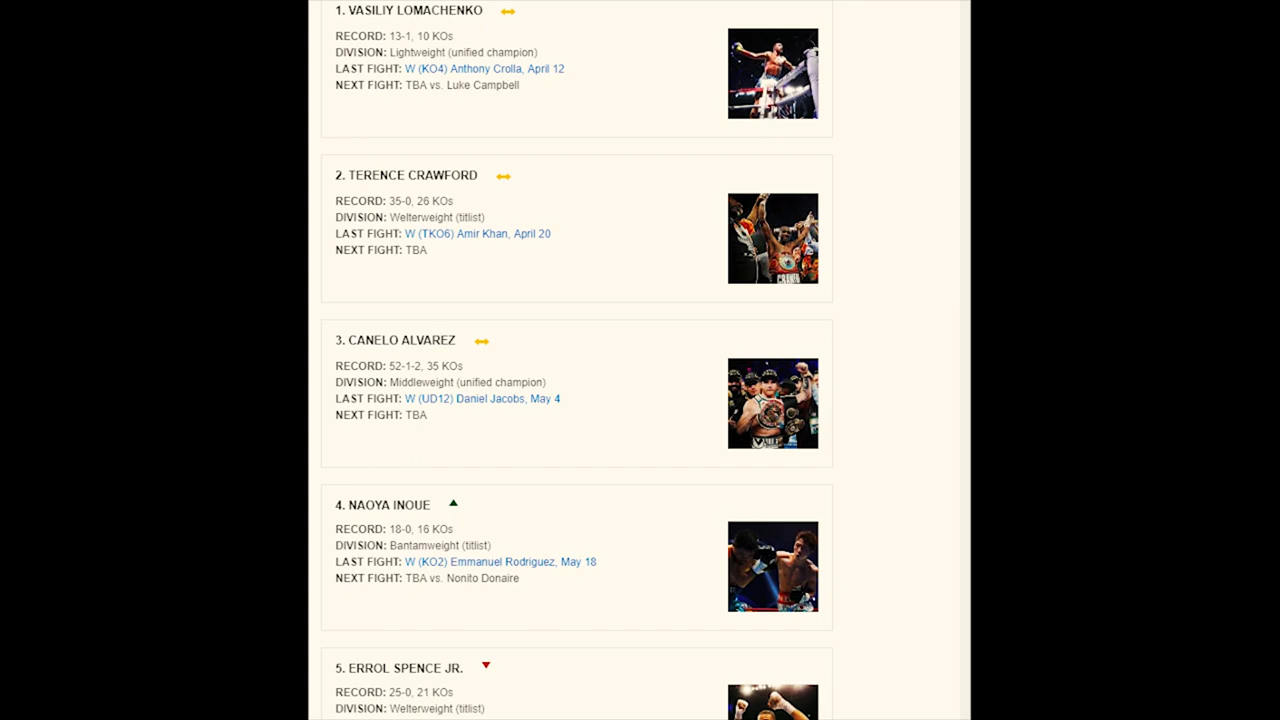 1. VASILIY LOMACHENKO
RECORD: 13-1, 10 KOs
DIVISION: Lightweight (unified champion)
LAST FIGHT: W (KO4) Anthony Crolla, April 12
NEXT FIGHT: TBA vs. Luke Campbell
2. TERENCE CRAWFORD
RECORD: 35-0, 26 KOs
DIVISION: Welterweight (titlist)
LAST FIGHT: W (TKO6) Amir Khan, April 20
NEXT FIGHT: TBA
3. CANELO ALVAREZ
RECORD: 52-1-2, 35 KOs
DIVISION: Middleweight (unified champion)
LAST FIGHT: W (UD12) Daniel Jacobs, May 4
NEXT FIGHT: TBA
4. NAOYA INOUE
RECORD: 18-0, 16 KOs
DIVISION: Bantamweight (titlist)
LAST FIGHT: W (KO2) Emmanuel Rodriguez, May 18
NEXT FIGHT: TBA vs. Nonito Donaire
5. ERROL SPENCE JR.
RECORD: 25-0, 21 KOs
DIVISION: Welterweight (titlist)